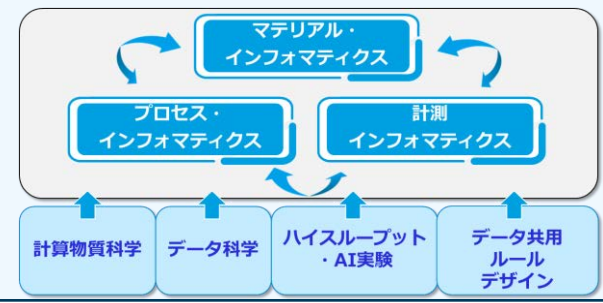 マテリアル・
インフォマティクス
プロセス・
インフォマティクス
計測
インフォマティクス
計算物質科学
データ科学
ハイスループット
・AI実験
データ共用
ルール
デザイン